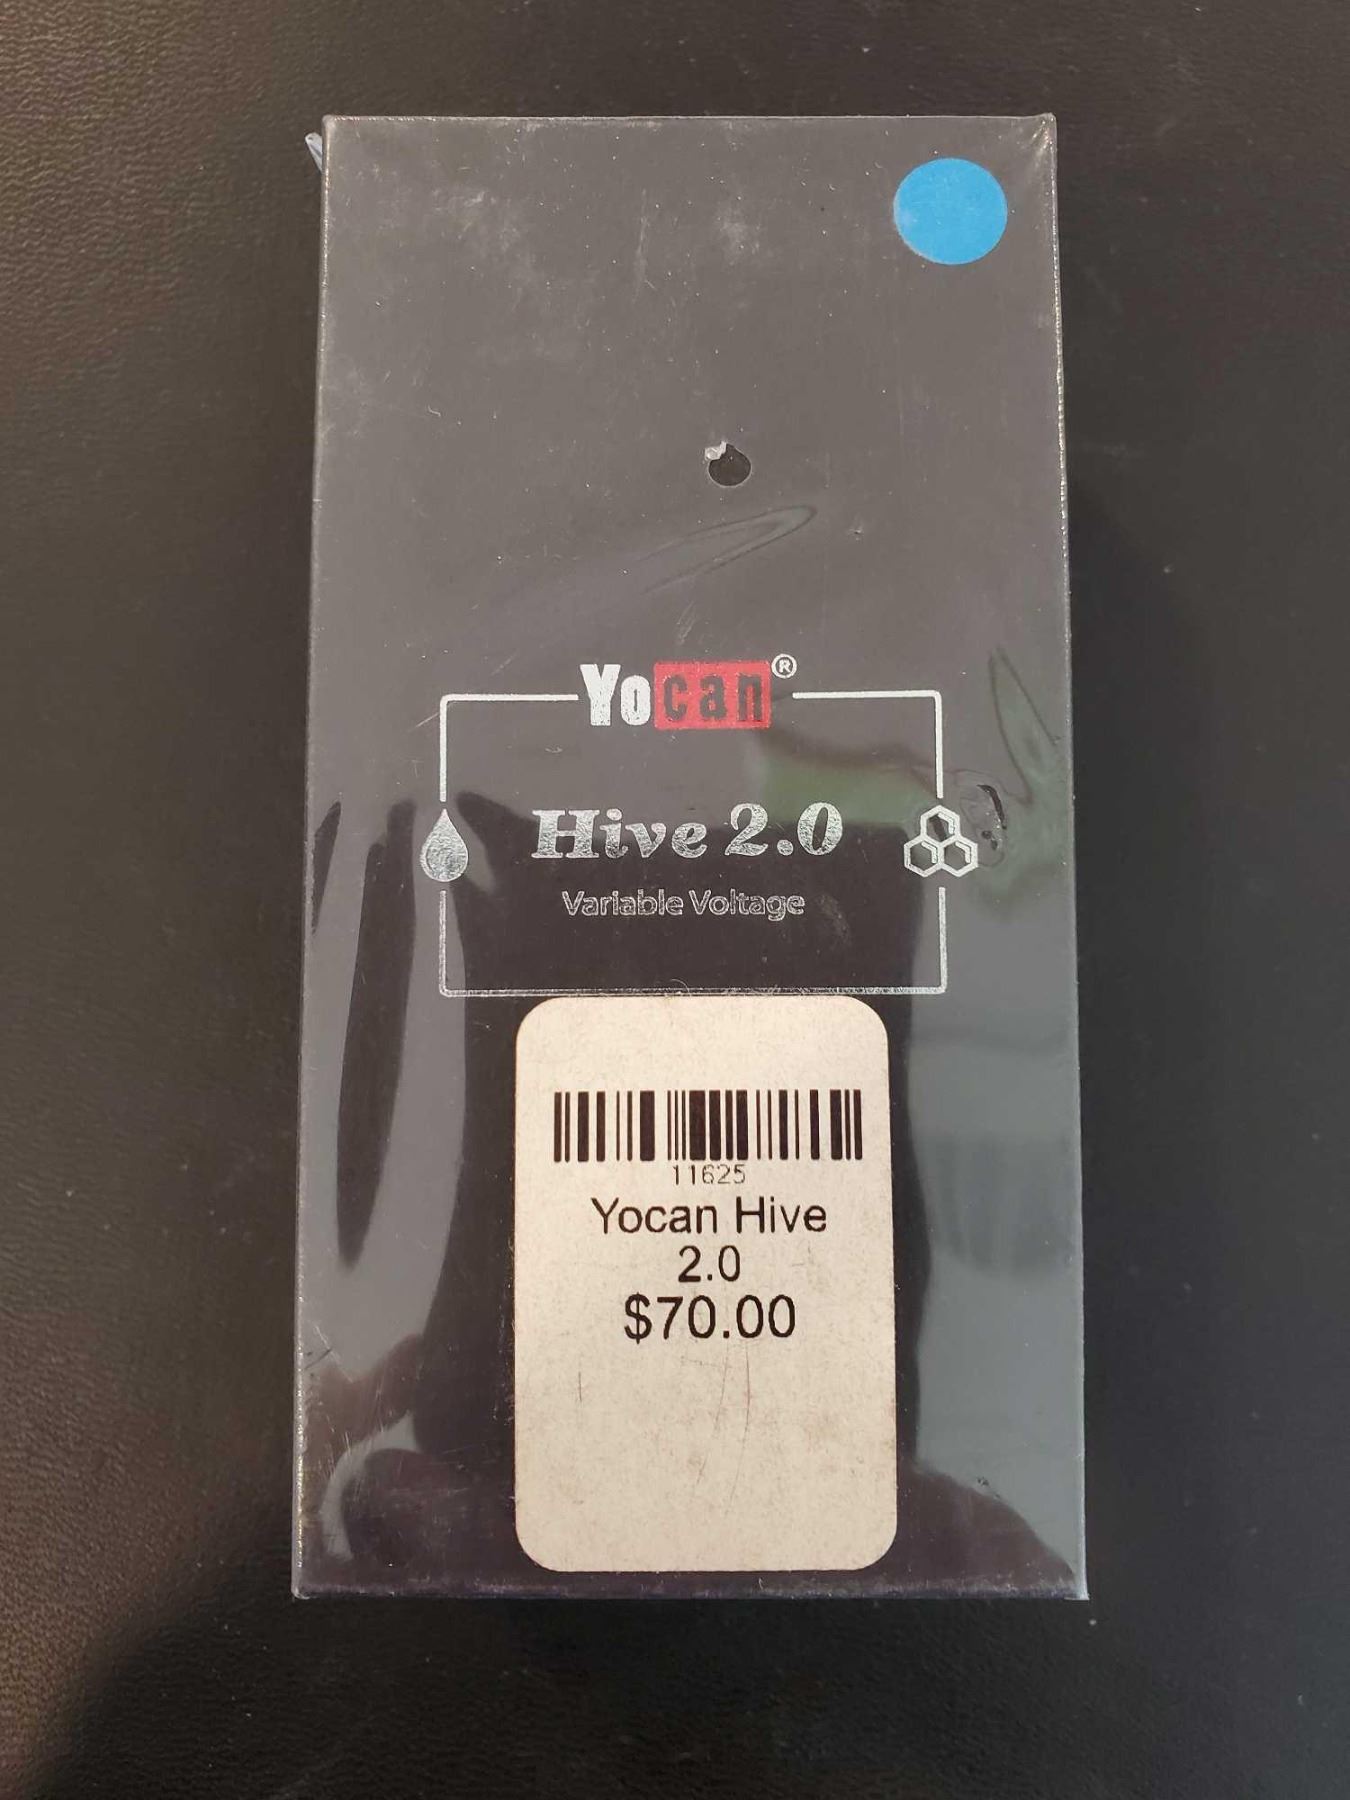 Yocan®
Hive 2.0
Variable Voltage
11625
Yocan Hive
2.0
$70.00